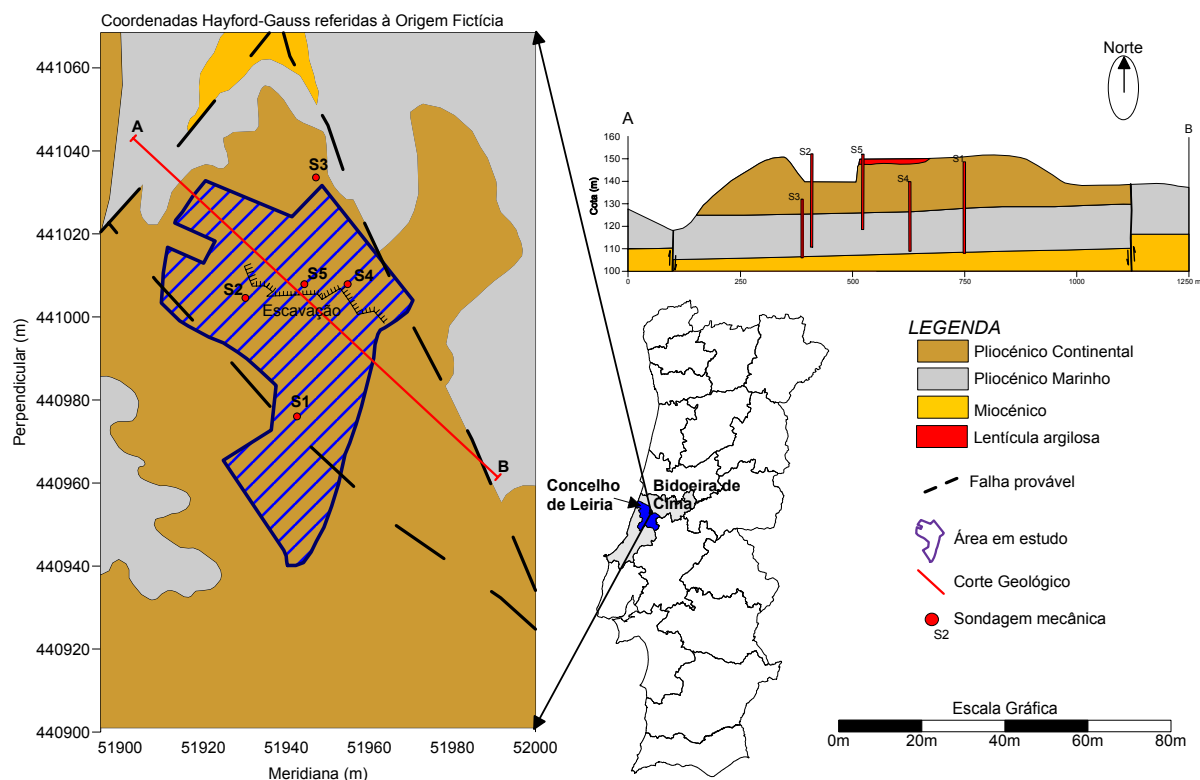 Coordenadas Hayford-Gauss referidas à Origem Fictícia
441060
441040
441020
441000
440980
440960
440940
440920
440900
Perpendicular (m)
51900
51920
51940
51960
51980
52000
Meridiana (m)
A
S3
S5
S4
S2
Escavação
S1
B
Norte
A
B
160
150
140
130
120
110
100
Cota (m)
S2
S5
S1
S4
S3
0
250
500
750
1000
1250 m
Concelho
de Leiria
Bidoeira de
Cima
LEGENDA
Pliocénico Continental
Pliocénico Marinho
Miocénico
Lentícula argilosa
Falha provável
Área em estudo
Corte Geológico
Sondagem mecânica
S2
Escala Gráfica
0m
20m
40m
60m
80m